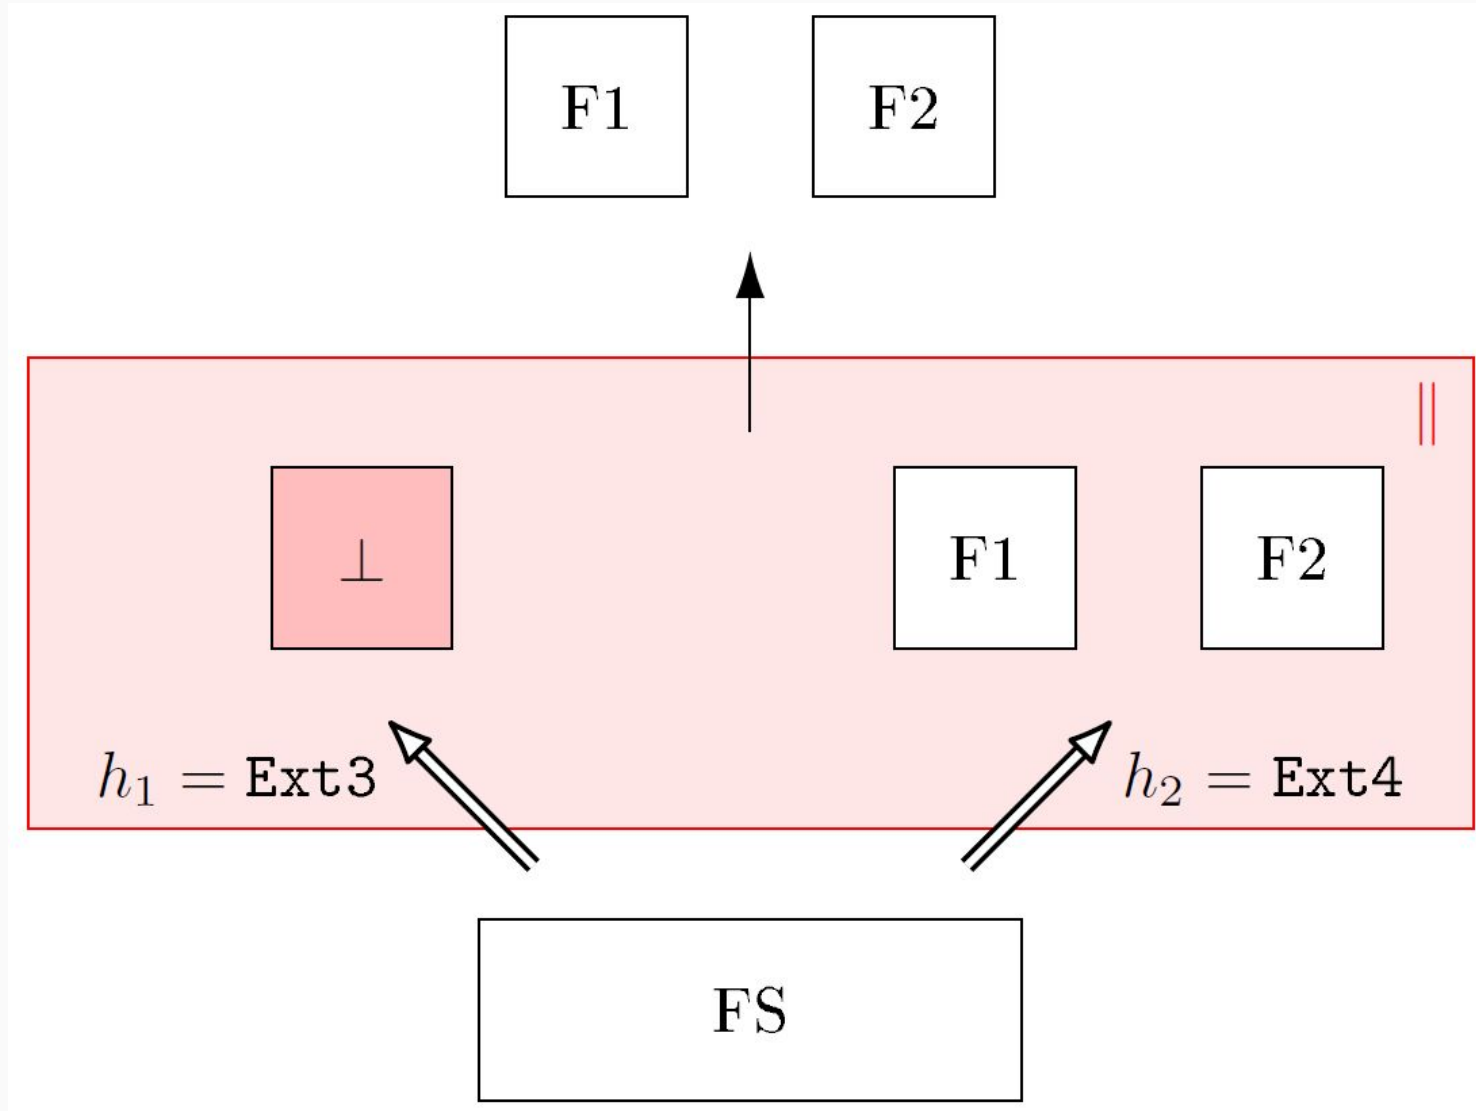 F1 F2
||
⊥ F1 F2
h₁ = Ext3 h₂ = Ext4
FS